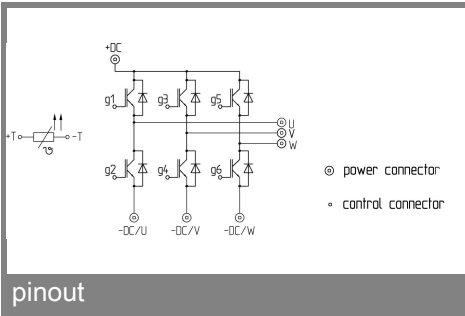 +DC
g1 g3 g5
+T -T
ϑ
U
V
W
g2 g4 g6
power connector
control connector
-DC/U -DC/V -DC/W
pinout